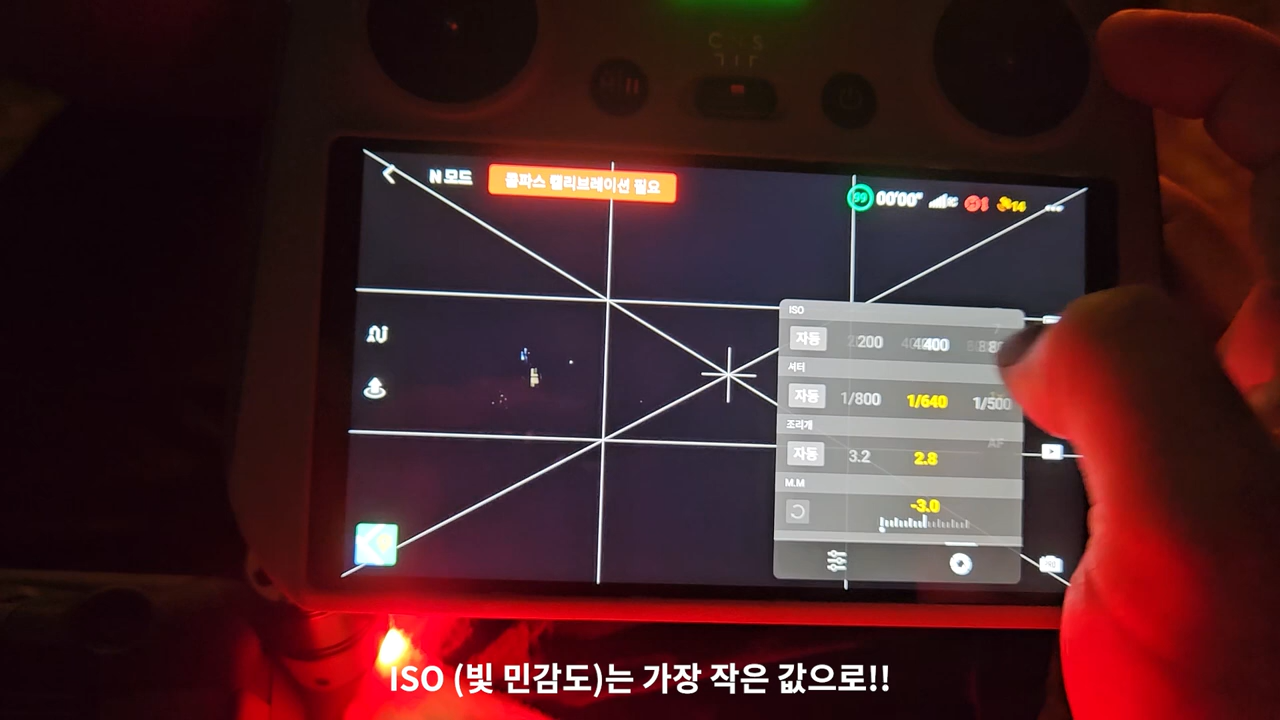 C S
N 모드
콤파스 캘리브레이션 필요
59 00'00"
14
ISO
자동 200 400
셔터
자동 1/800 1/640 1/500
조리개
자동 3.2 2.8
M.M
-3.0
AF
ISO (빛 민감도)는 가장 작은 값으로!!